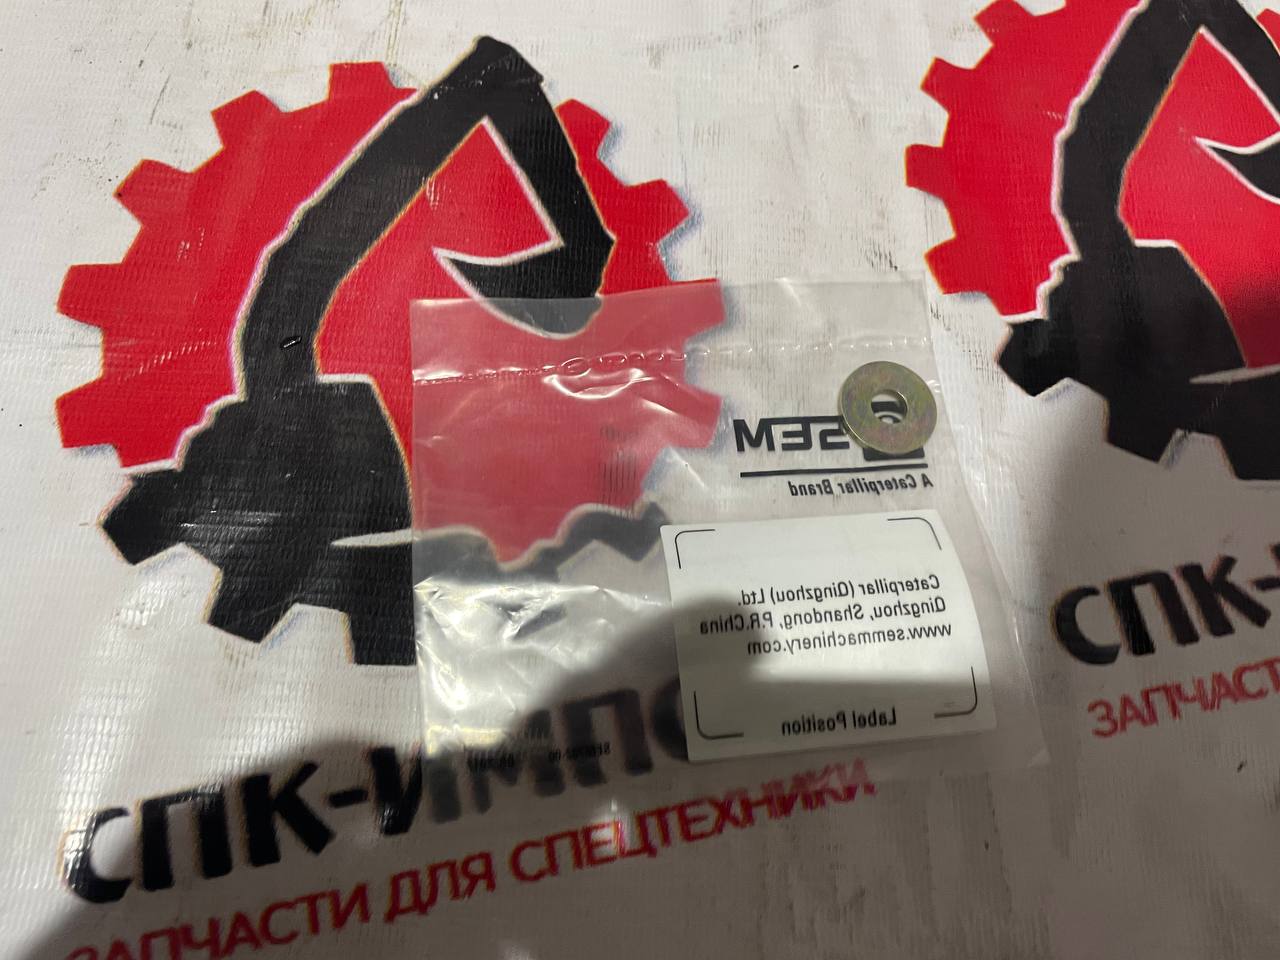 SEM
A Caterpillar Brand
Caterpillar (Qingzhou) Ltd.
Qingzhou, Shandong, P.R.China
www.semmachinery.com
Label Position
СПК-ИМПО
ЗАПЧАСТИ ДЛЯ СПЕЦТЕХНИКИ
СПК-
ЗАПЧАСТ